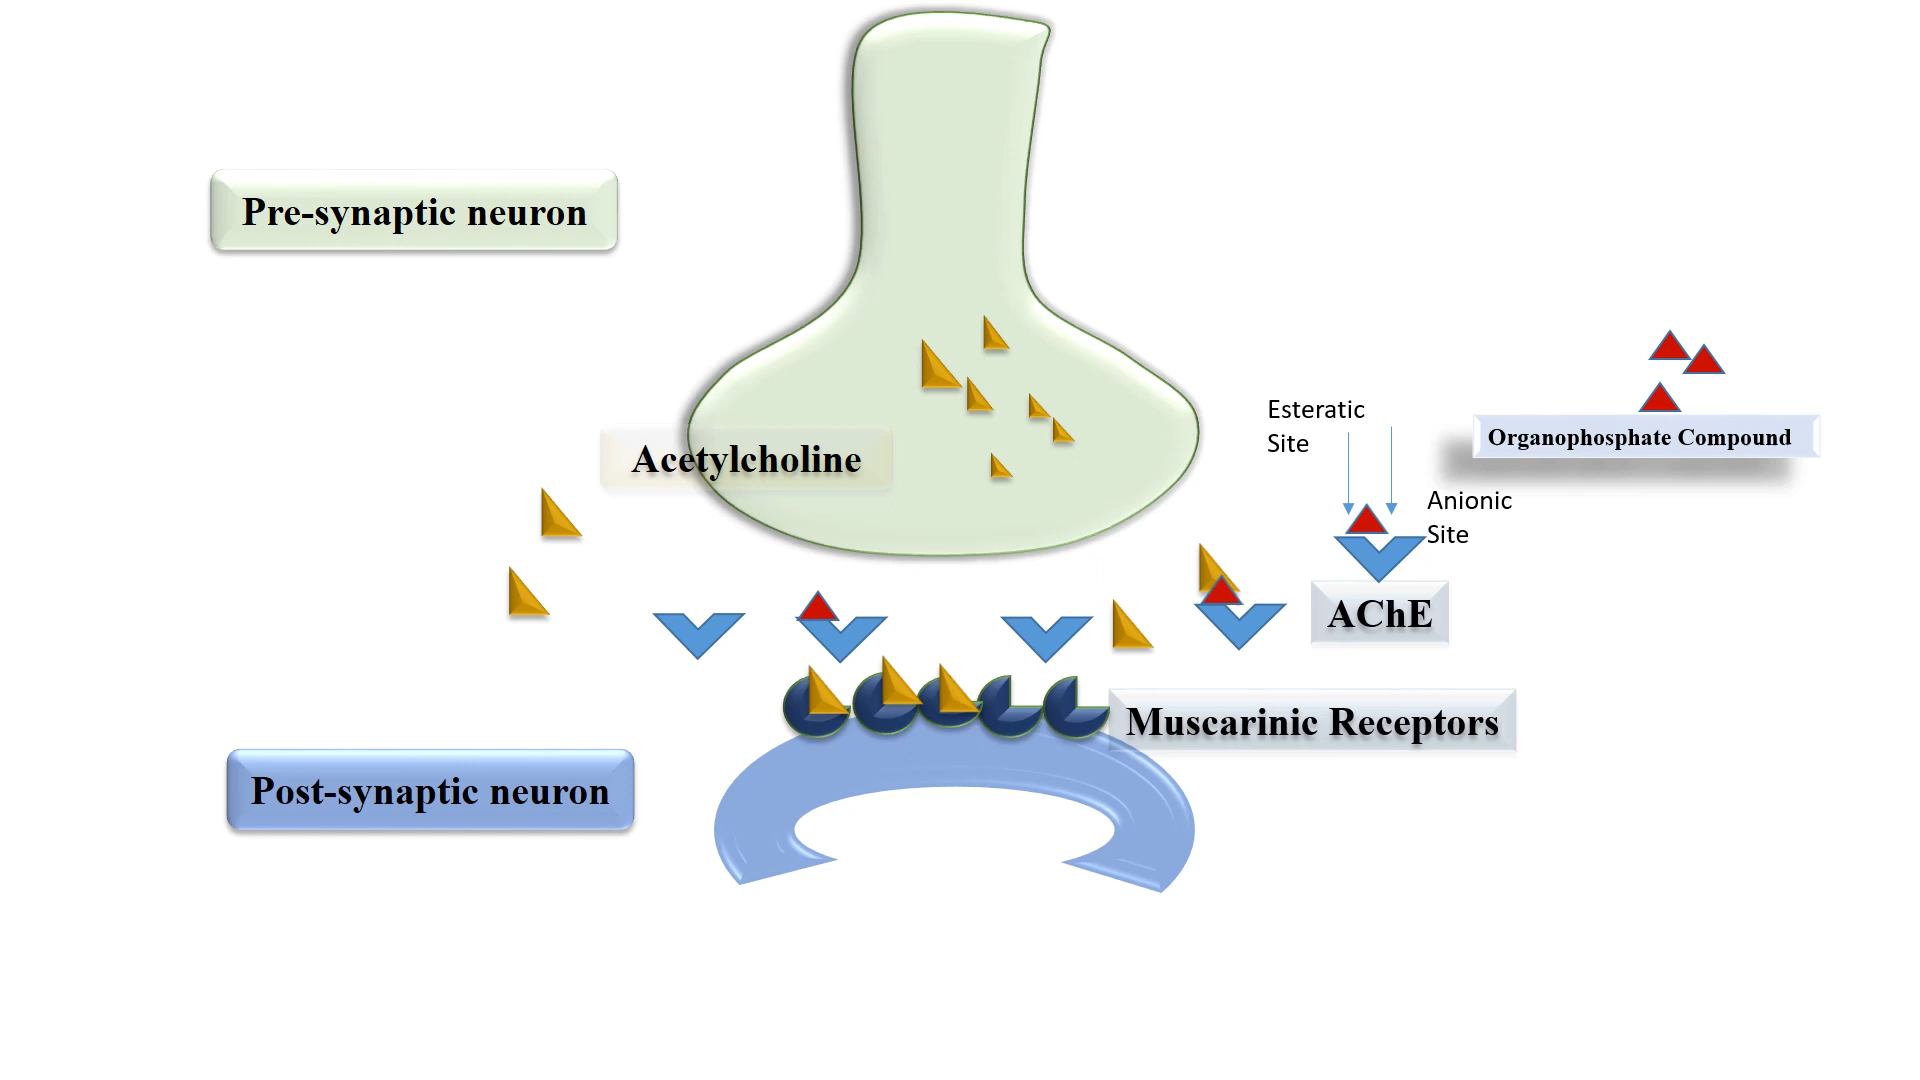 Pre-synaptic neuron
Acetylcholine
Esteratic
Site
Organophosphate Compound
Anionic
Site
AChE
Muscarinic Receptors
Post-synaptic neuron